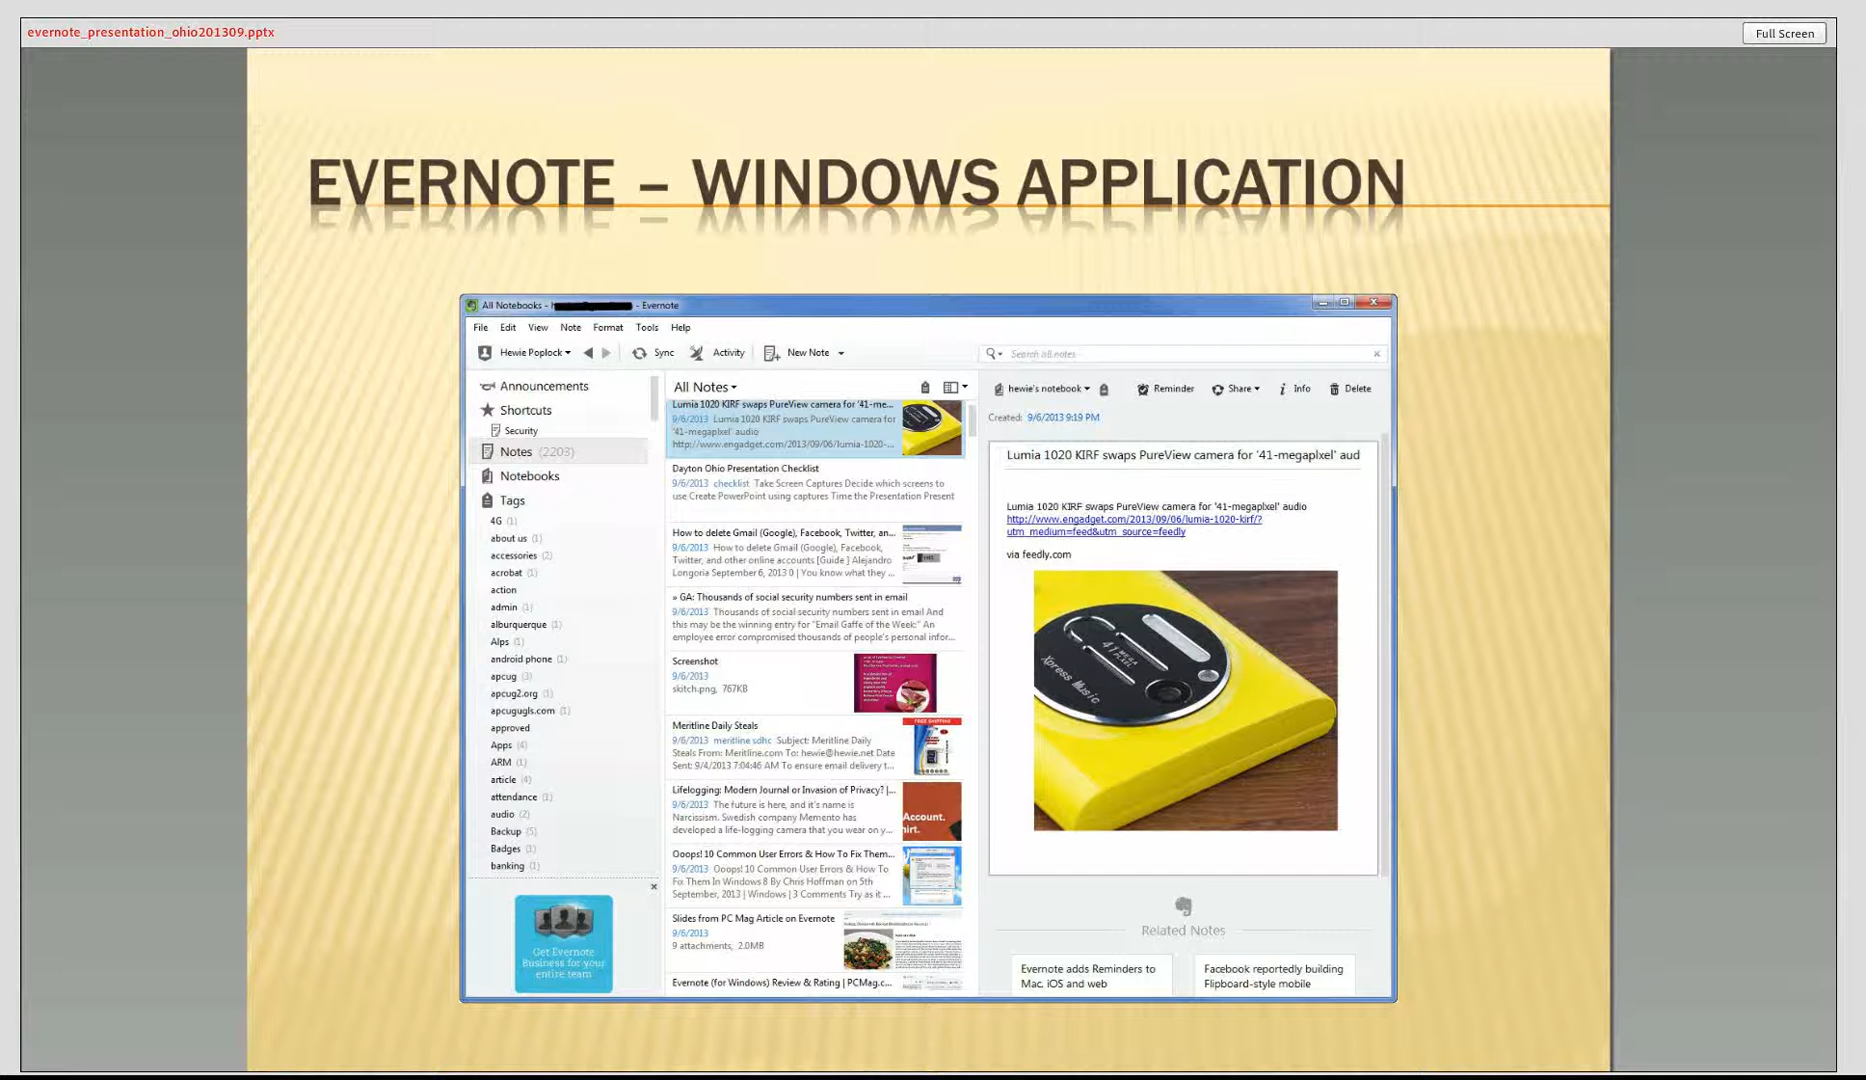 evernote_presentation_ohio201309.pptx
Full Screen
EVERNOTE – WINDOWS APPLICATION
All Notebooks - - Evernote
File Edit View Note Format Tools Help
Hewie Poplock Sync Activity New Note
Search all notes
Announcements
Shortcuts
Security
Notes (2203)
Notebooks
Tags
4G (1)
about us (1)
accessories (2)
acrobat (1)
action
admin (1)
alburquerque (1)
Alps (1)
android phone (1)
apcug (3)
apcug2.org (1)
apcugugls.com (1)
approved
Apps (4)
ARM (1)
article (4)
attendance (1)
audio (2)
Backup (5)
Badges (1)
banking (1)
Get Evernote
Business for your
entire team
All Notes
Lumia 1020 KIRF swaps PureView camera for '41-me...
9/6/2013 Lumia 1020 KIRF swaps PureView camera for
'41-megaplxel' audio
http://www.engadget.com/2013/09/06/lumia-1020-...
Dayton Ohio Presentation Checklist
9/6/2013 checklist Take Screen Captures Decide which screens to
use Create PowerPoint using captures Time the Presentation Present
How to delete Gmail (Google), Facebook, Twitter, an...
9/6/2013 How to delete Gmail (Google), Facebook,
Twitter, and other online accounts [Guide ] Alejandro
Longoria September 6, 2013 0 | You know what they ...
» GA: Thousands of social security numbers sent in email
9/6/2013 Thousands of social security numbers sent in email And
this may be the winning entry for "Email Gaffe of the Week:" An
employee error compromised thousands of people's personal infor...
Screenshot
9/6/2013
skitch.png, 767KB
Meritline Daily Steals
9/6/2013 meritline sdhc Subject: Meritline Daily
Steals From: Meritline.com To: hewie@hewie.net Date
Sent: 9/4/2013 7:04:46 AM To ensure email delivery t...
FREE SHIPPING
Lifelogging: Modern Journal or Invasion of Privacy? |...
9/6/2013 The future is here, and it's name is
Narcissism. Swedish company Memento has
developed a life-logging camera that you wear on y...
Account.
hirt.
Ooops! 10 Common User Errors & How To Fix Them...
9/6/2013 Ooops! 10 Common User Errors & How To
Fix Them In Windows 8 By Chris Hoffman on 5th
September, 2013 | Windows | 3 Comments Try as it ...
Slides from PC Mag Article on Evernote
9/6/2013
9 attachments, 2.0MB
Evernote (for Windows) Review & Rating | PCMag.c...
hewie's notebook Reminder Share Info Delete
Created: 9/6/2013 9:19 PM
Lumia 1020 KIRF swaps PureView camera for '41-megaplxel' aud
Lumia 1020 KIRF swaps PureView camera for '41-megaplxel' audio
http://www.engadget.com/2013/09/06/lumia-1020-kirf/?
utm_medium=feed&utm_source=feedly
via feedly.com
41 MEGA
PLXEL
Xpress Music
Related Notes
Evernote adds Reminders to
Mac, iOS and web
Facebook reportedly building
Flipboard-style mobile